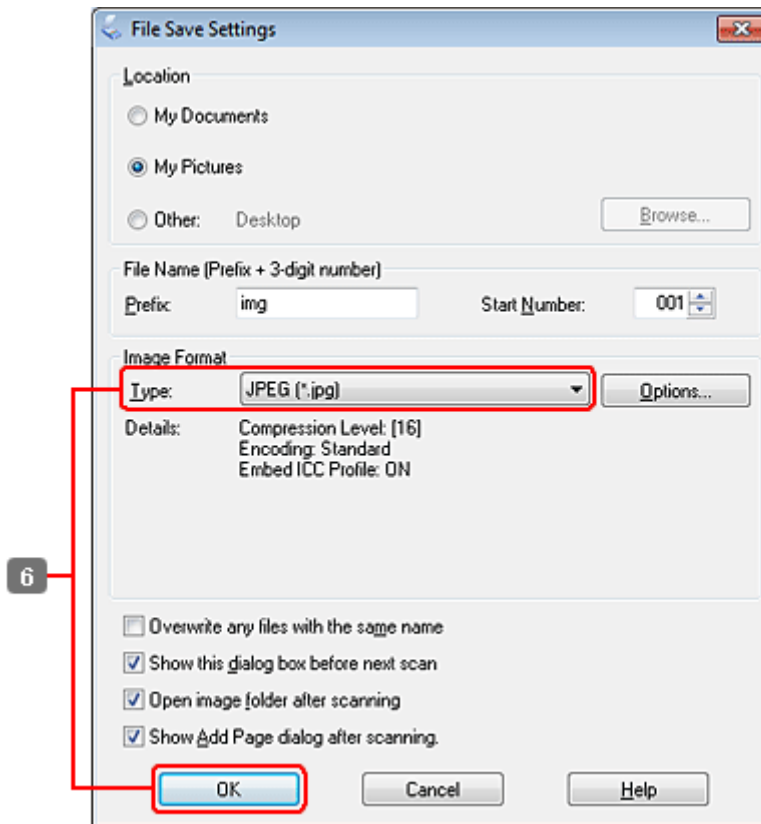 File Save Settings
Location
My Documents
My Pictures
Other: Desktop Browse...
File Name (Prefix + 3-digit number)
Prefix: img Start Number: 001
Image Format
Type: JPEG (*.jpg) Options...
Details: Compression Level: [16]
Encoding: Standard
Embed ICC Profile: ON
6
Overwrite any files with the same name
Show this dialog box before next scan
Open image folder after scanning
Show Add Page dialog after scanning.
OK Cancel Help